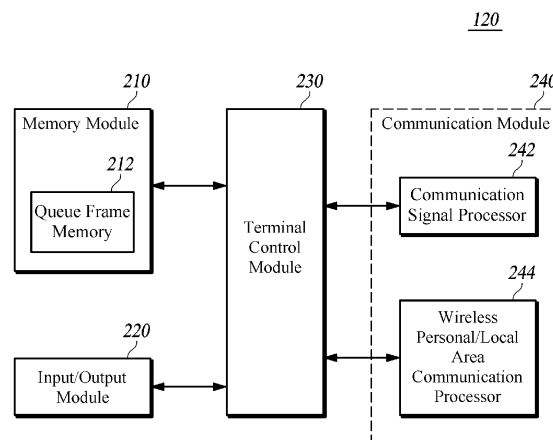 120
210
230
240
Memory Module
Communication Module
212
Queue Frame
Memory
242
Communication
Signal Processor
Terminal
Control
Module
220
Input/Output
Module
244
Wireless
Personal/Local
Area
Communication
Processor